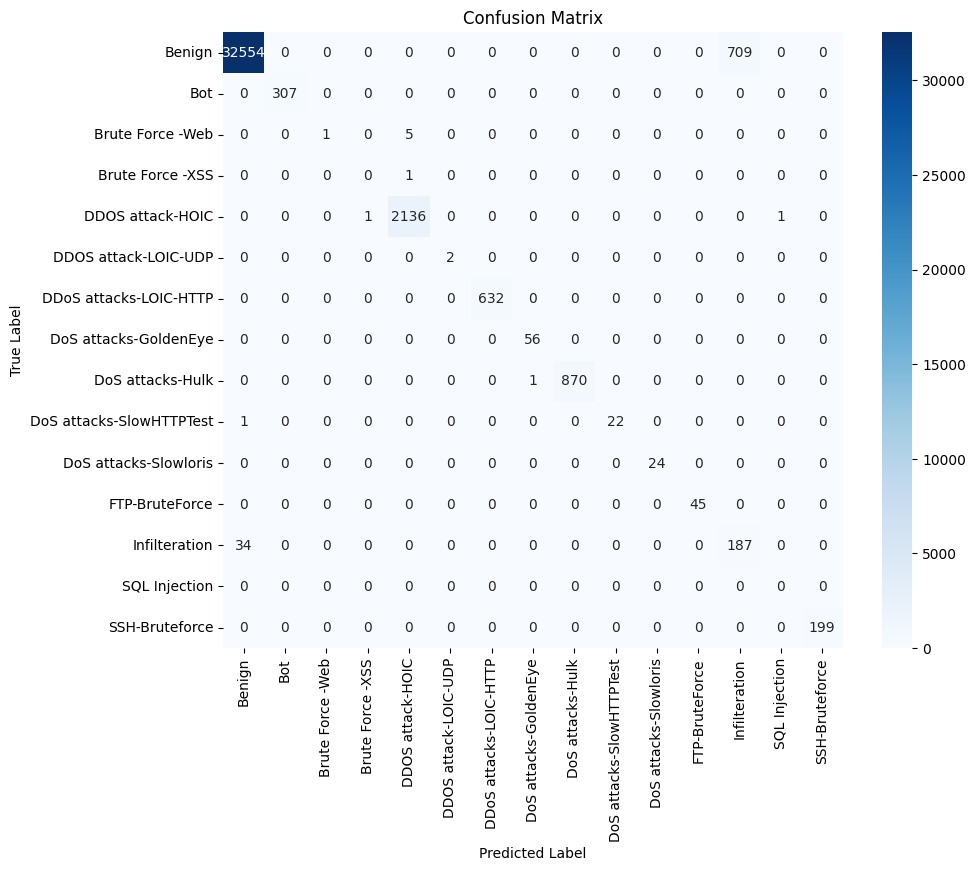 Confusion Matrix
Benign 32554 0 0 0 0 0 0 0 0 0 0 0 709 0 0
Bot 0 307 0 0 0 0 0 0 0 0 0 0 0 0 0
Brute Force -Web 0 0 1 0 5 0 0 0 0 0 0 0 0 0 0
Brute Force -XSS 0 0 0 0 1 0 0 0 0 0 0 0 0 0 0
DDOS attack-HOIC 0 0 0 1 2136 0 0 0 0 0 0 0 0 1 0
DDOS attack-LOIC-UDP 0 0 0 0 0 2 0 0 0 0 0 0 0 0 0
DDoS attacks-LOIC-HTTP 0 0 0 0 0 0 632 0 0 0 0 0 0 0 0
DoS attacks-GoldenEye 0 0 0 0 0 0 0 56 0 0 0 0 0 0 0
DoS attacks-Hulk 0 0 0 0 0 0 0 1 870 0 0 0 0 0 0
DoS attacks-SlowHTTPTest 1 0 0 0 0 0 0 0 0 22 0 0 0 0 0
DoS attacks-Slowloris 0 0 0 0 0 0 0 0 0 0 24 0 0 0 0
FTP-BruteForce 0 0 0 0 0 0 0 0 0 0 0 45 0 0 0
Infilteration 34 0 0 0 0 0 0 0 0 0 0 0 187 0 0
SQL Injection 0 0 0 0 0 0 0 0 0 0 0 0 0 0 0
SSH-Bruteforce 0 0 0 0 0 0 0 0 0 0 0 0 0 0 199
True Label
Benign
Bot
Brute Force -Web
Brute Force -XSS
DDOS attack-HOIC
DDOS attack-LOIC-UDP
DDoS attacks-LOIC-HTTP
DoS attacks-GoldenEye
DoS attacks-Hulk
DoS attacks-SlowHTTPTest
DoS attacks-Slowloris
FTP-BruteForce
Infilteration
SQL Injection
SSH-Bruteforce
Predicted Label
30000
25000
20000
15000
10000
5000
0